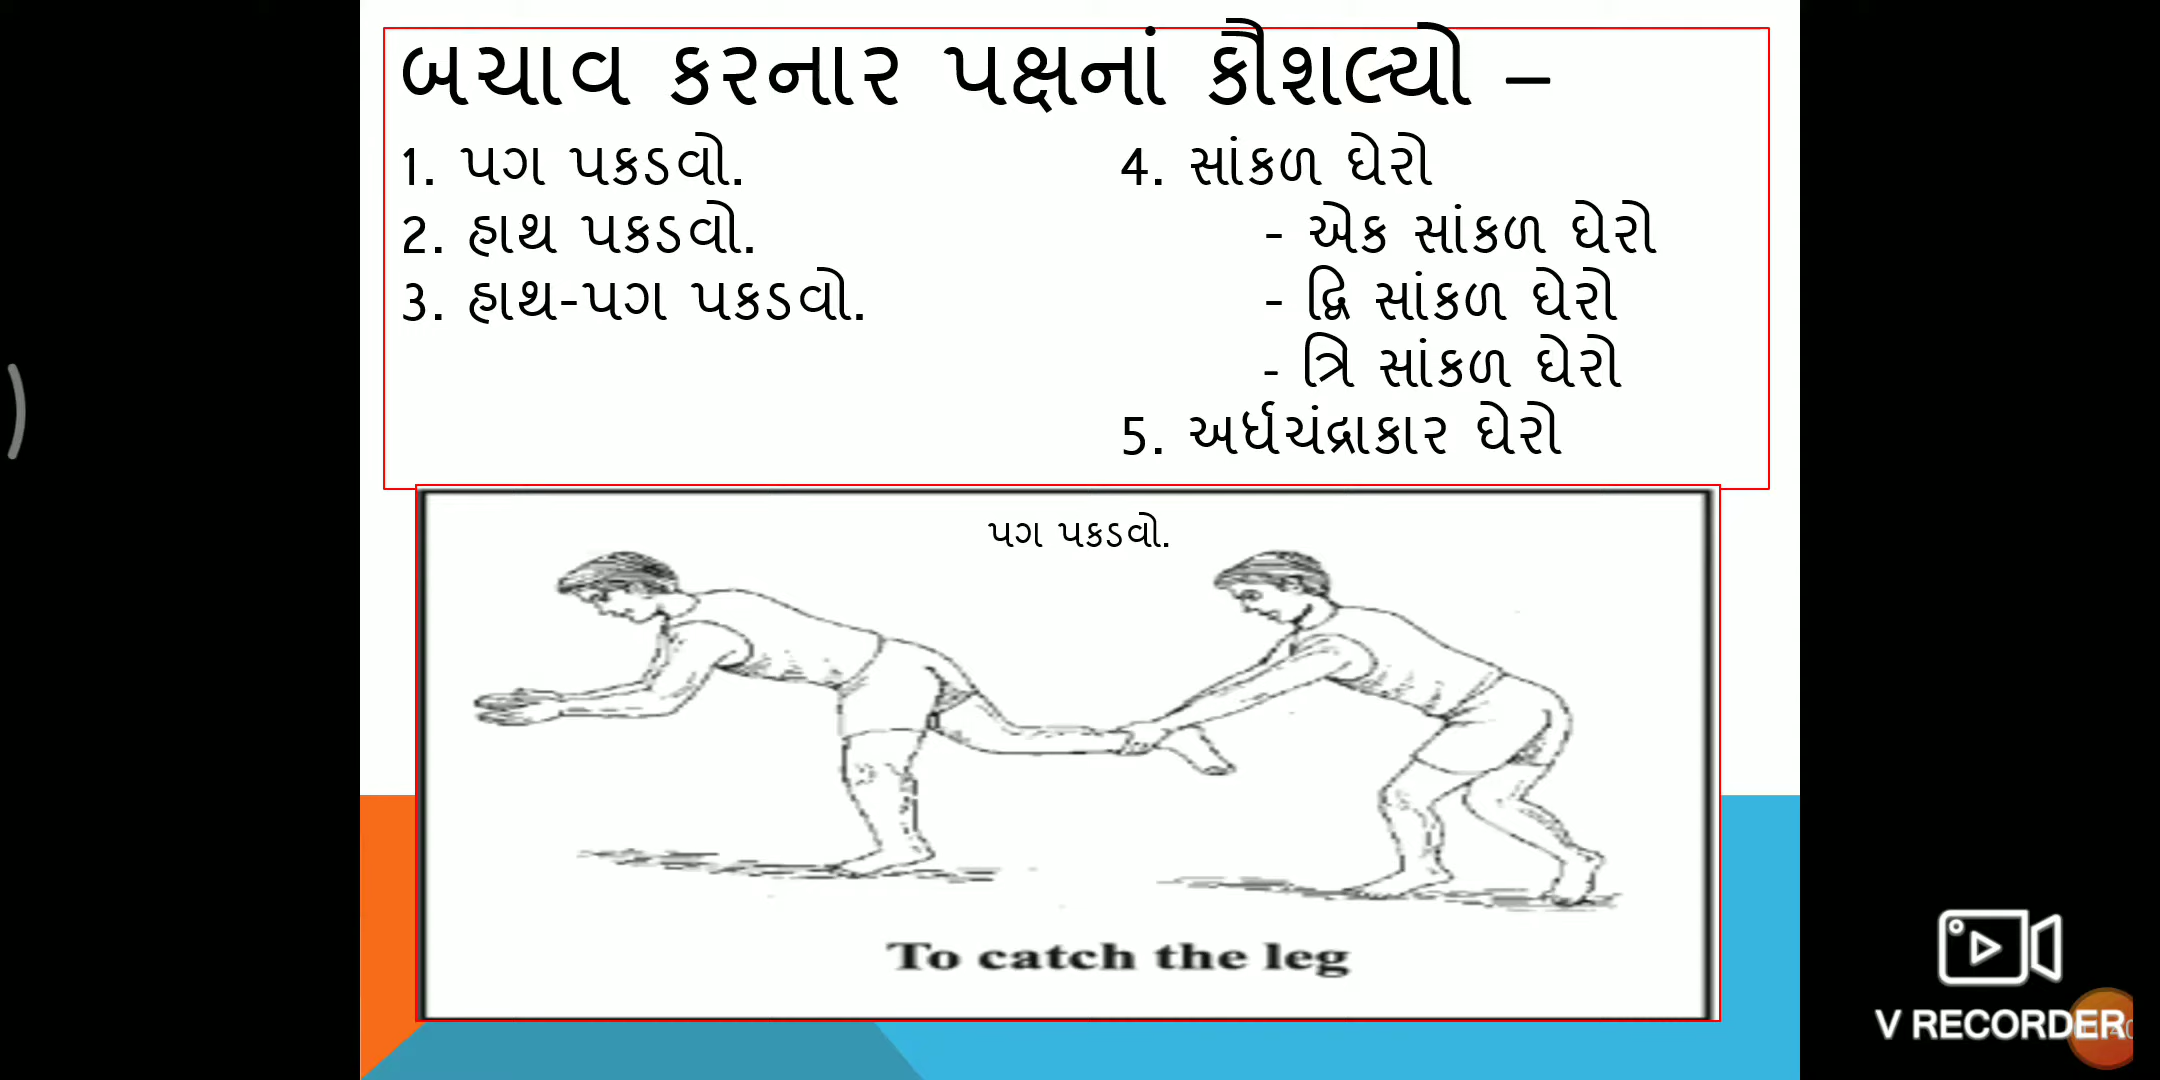 બચાવ કરનાર પક્ષનાં કૌશલ્યો –
1. પગ પકડવો.
2. હાથ પકડવો.
3. હાથ-પગ પકડવો.
4. સાંકળ ઘેરો
- એક સાંકળ ઘેરો
- દ્વિ સાંકળ ઘેરો
- ત્રિ સાંકળ ઘેરો
5. અર્ધચંદ્રાકાર ઘેરો
પગ પકડવો.
To catch the leg
V RECORDER